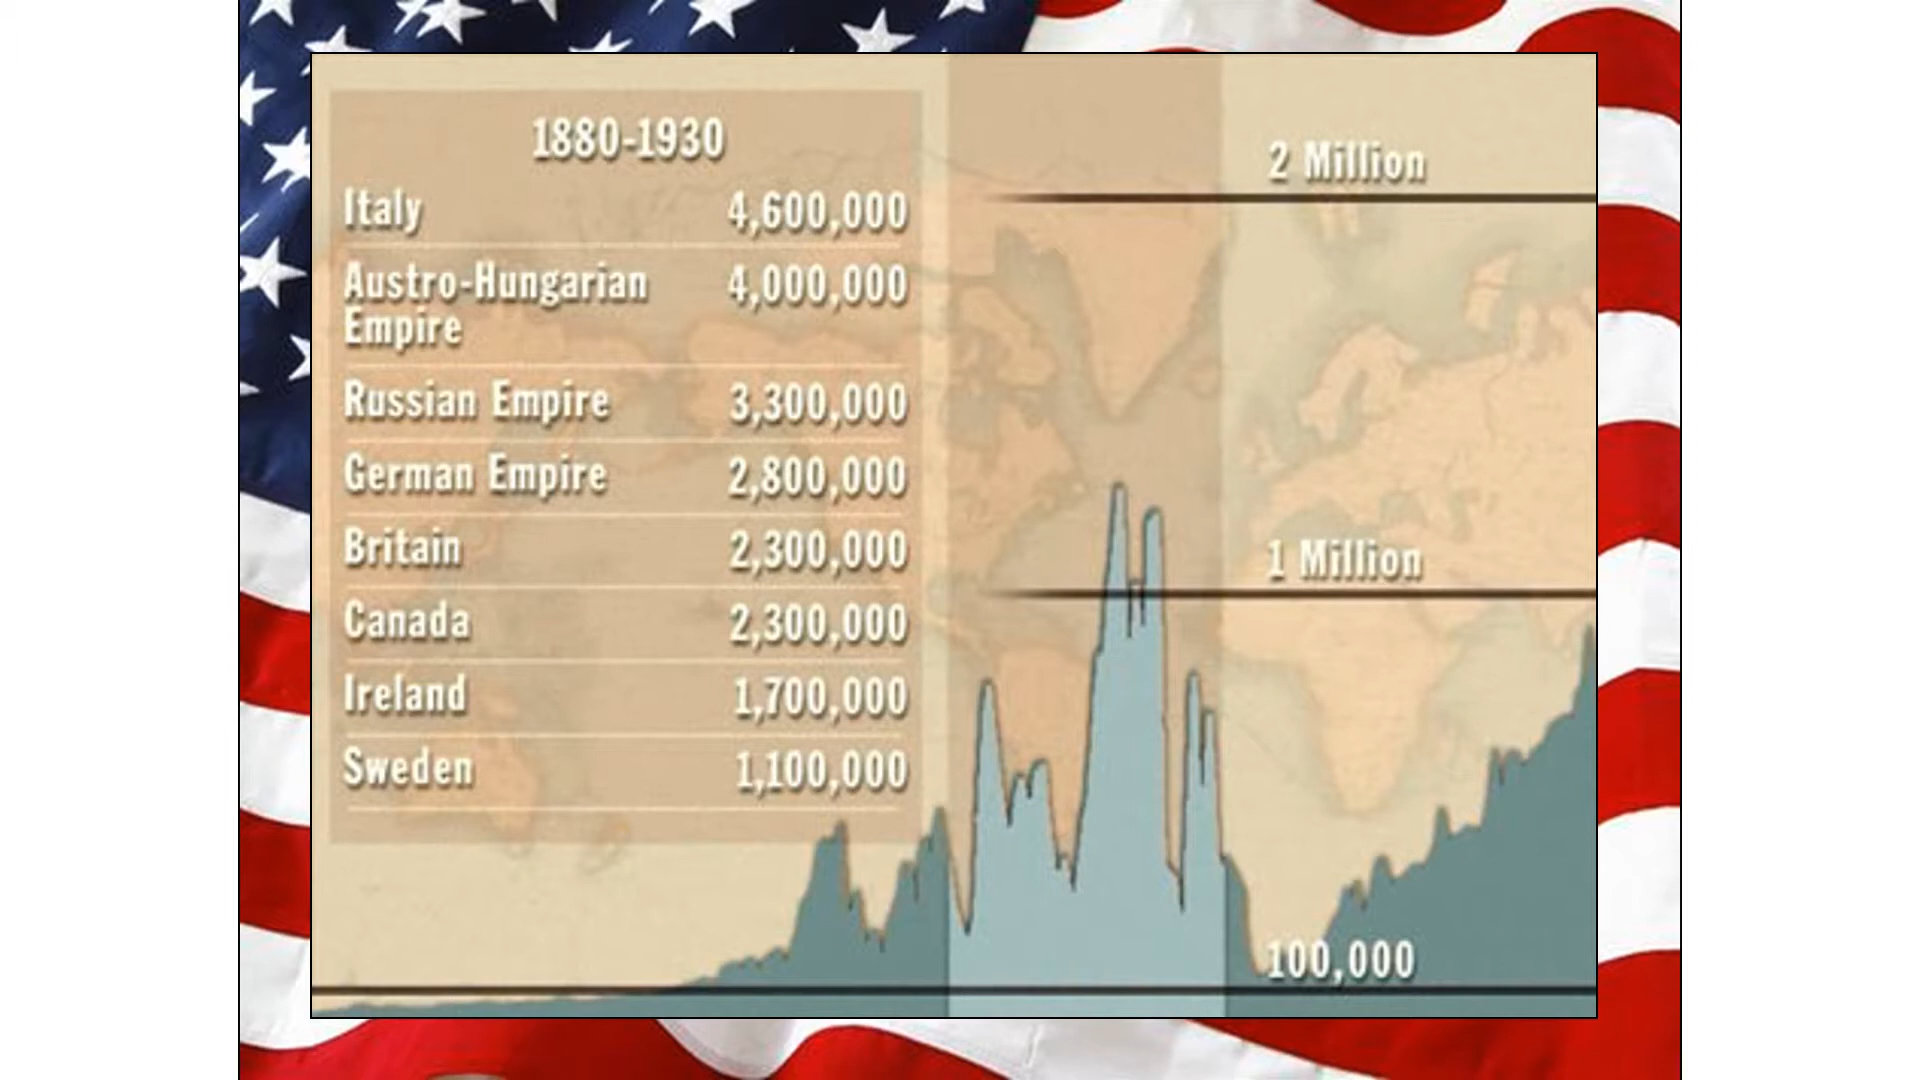 1880-1930
Italy 4,600,000
Austro-Hungarian 4,000,000
Empire
Russian Empire 3,300,000
German Empire 2,800,000
Britain 2,300,000
Canada 2,300,000
Ireland 1,700,000
Sweden 1,100,000
2 Million
1 Million
100,000